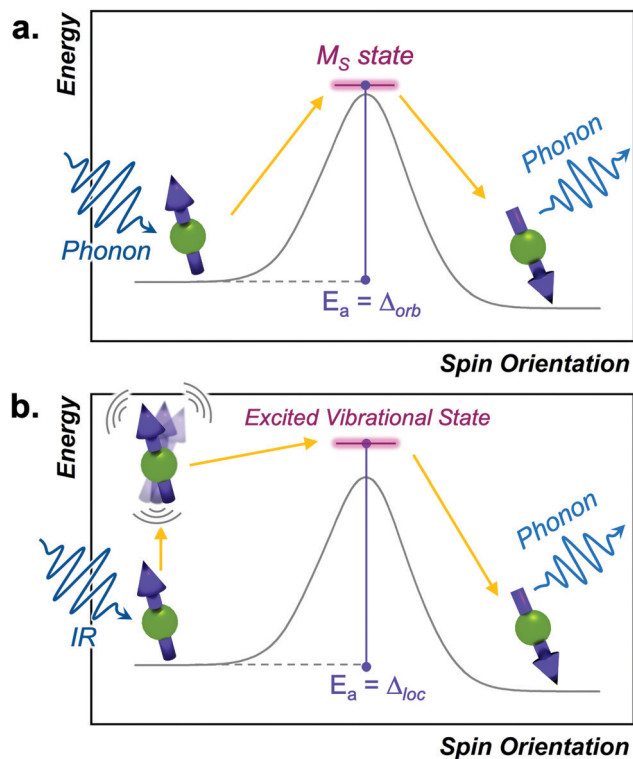 a.
Energy
M_S state
Phonon
Phonon
E_a = Δ_orb
Spin Orientation
b.
Energy
Excited Vibrational State
Phonon
IR
E_a = Δ_loc
Spin Orientation